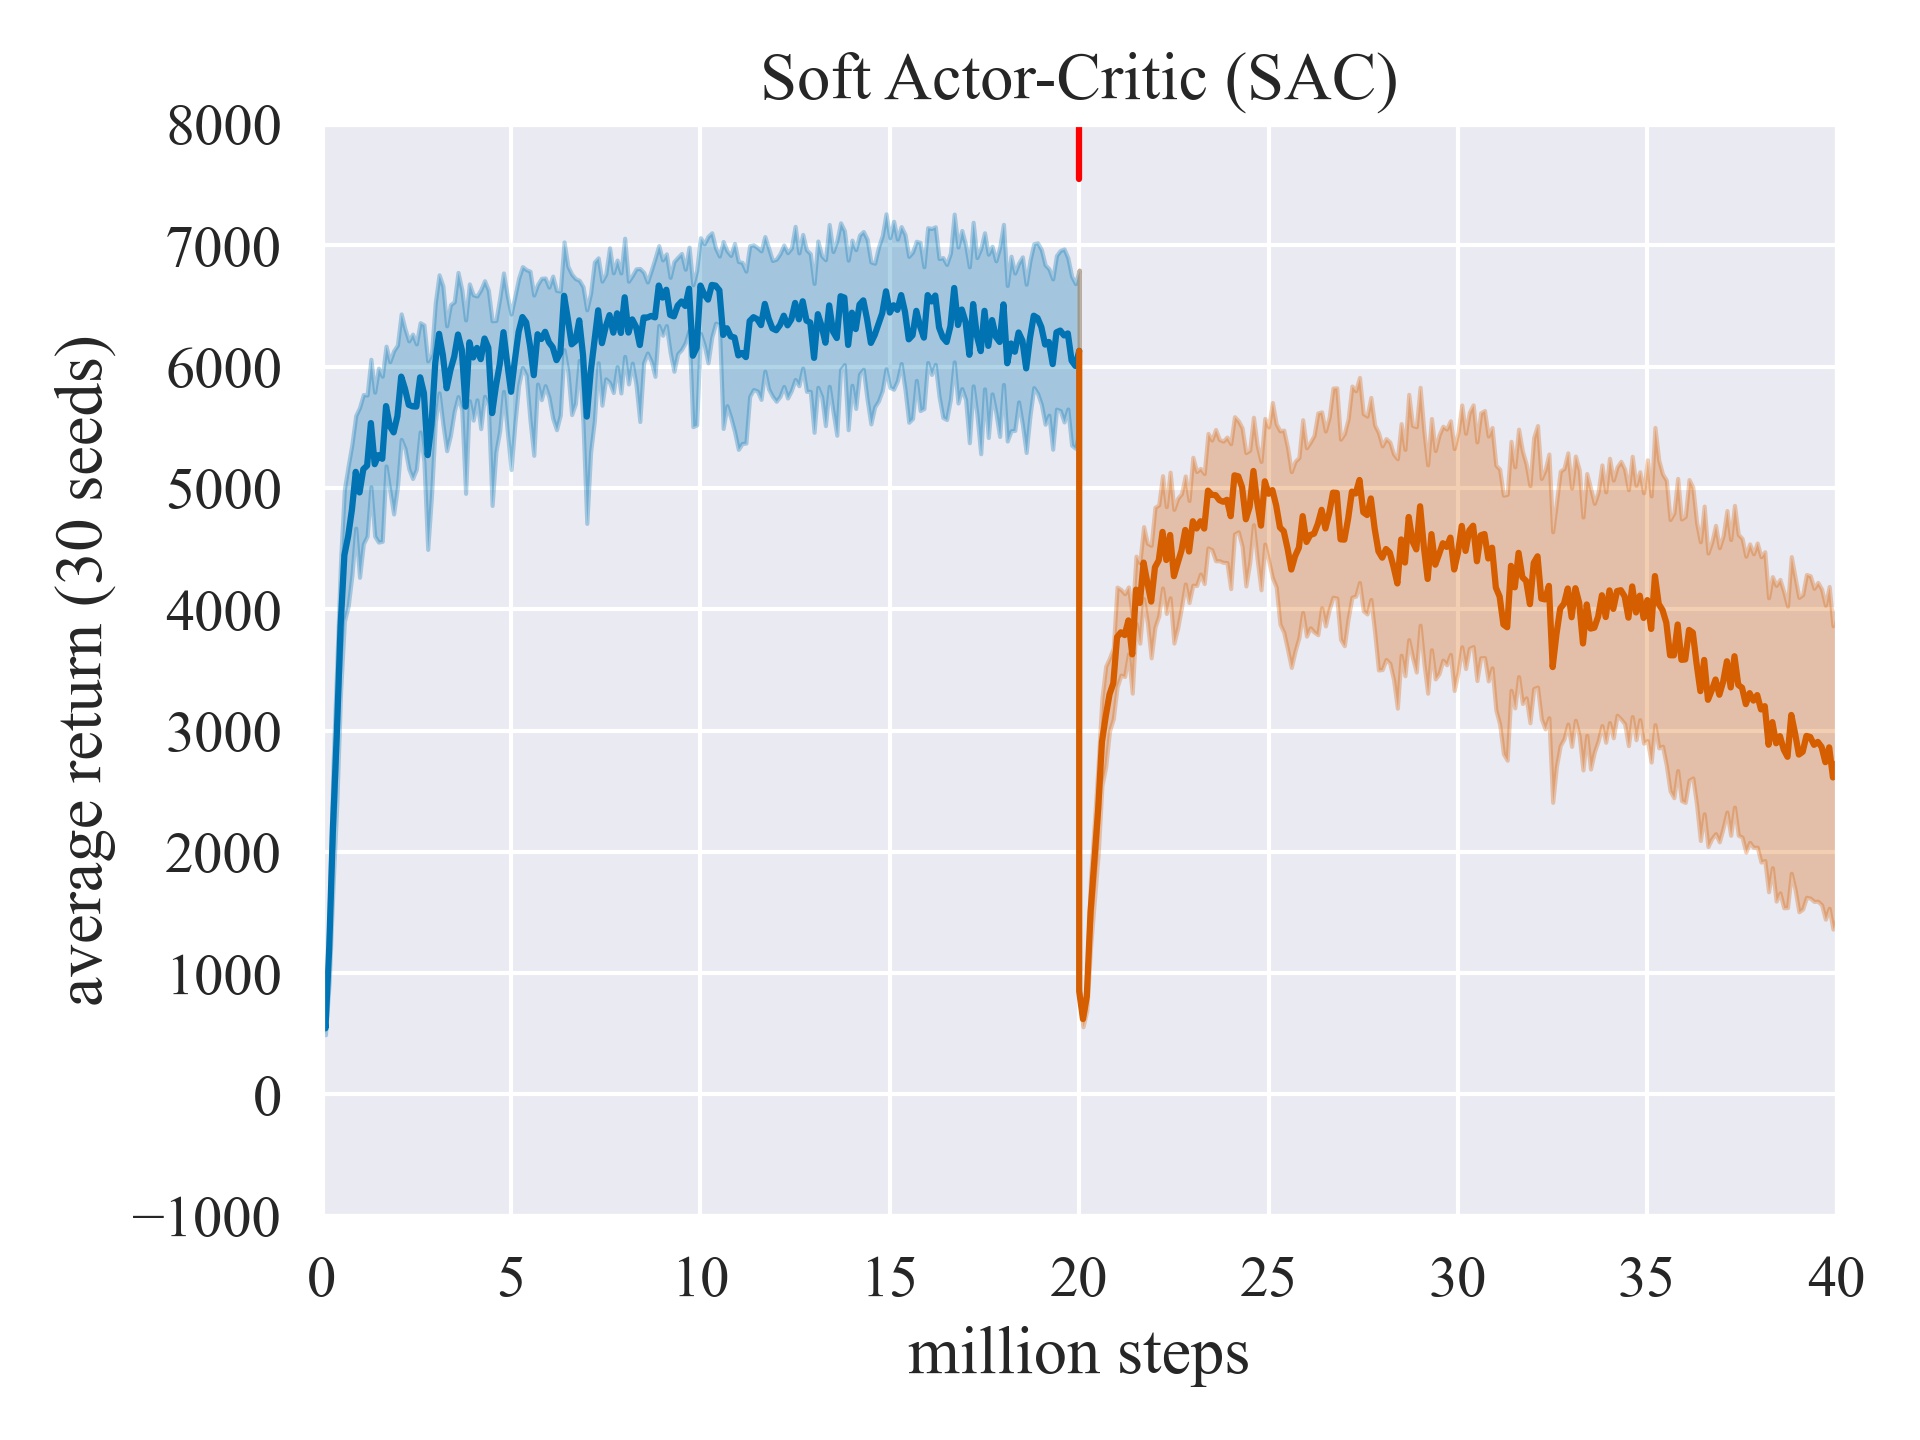 Soft Actor-Critic (SAC)
8000
7000
6000
5000
4000
3000
2000
1000
0
−1000
average return (30 seeds)
0 5 10 15 20 25 30 35 40
million steps